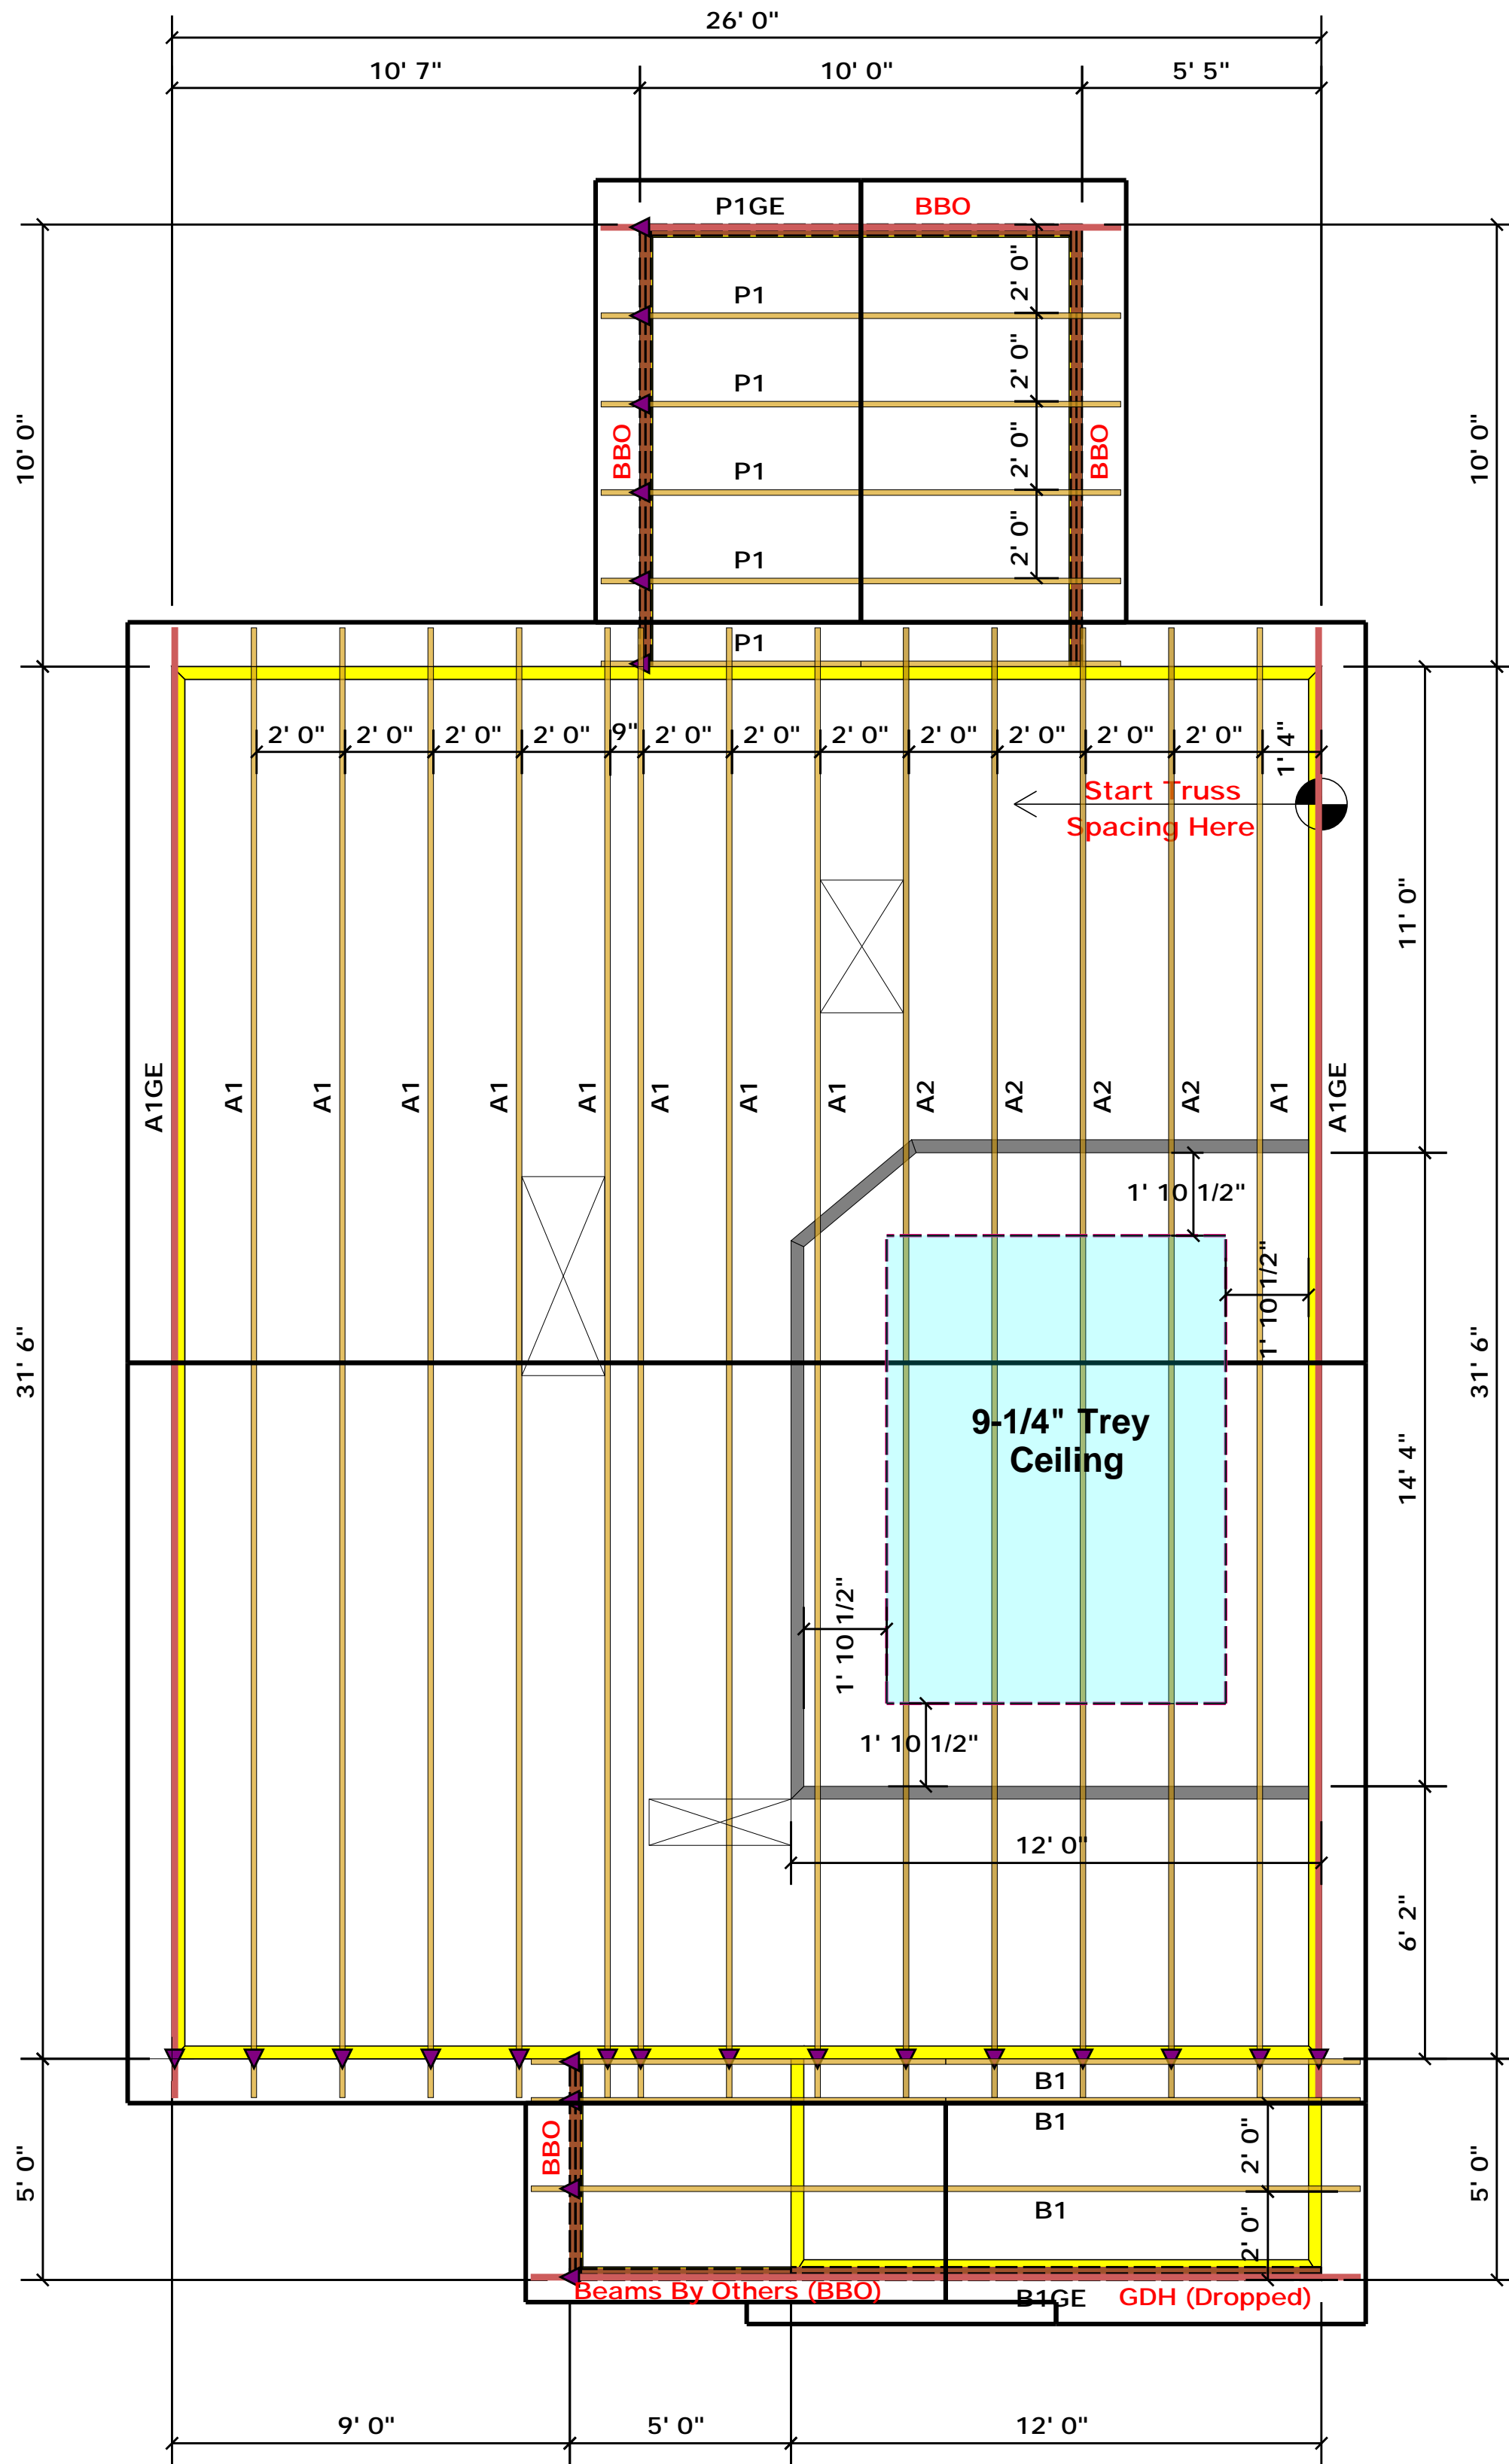 26' 0"
10' 7"
10' 0"
5' 5"
P1GE
BBO
2' 0"
P1
2' 0"
P1
10' 0"
BBO
2' 0"
BBO
10' 0"
P1
2' 0"
P1
P1
2' 0"
2' 0"
2' 0"
2' 0"
9"
2' 0"
2' 0"
2' 0"
2' 0"
2' 0"
2' 0"
2' 0"
1' 4"
Start Truss
Spacing Here
11' 0"
A1GE
A1
A1
A1
A1
A1
A1
A1
A1
A2
A2
A2
A2
A1
A1GE
1' 10 1/2"
1' 10 1/2"
31' 6"
31' 6"
9-1/4" Trey
Ceiling
14' 4"
1' 10 1/2"
1' 10 1/2"
12' 0"
6' 2"
B1
B1
BBO
2' 0"
5' 0"
5' 0"
B1
2' 0"
Beams By Others (BBO)
B1GE
GDH (Dropped)
9' 0"
5' 0"
12' 0"